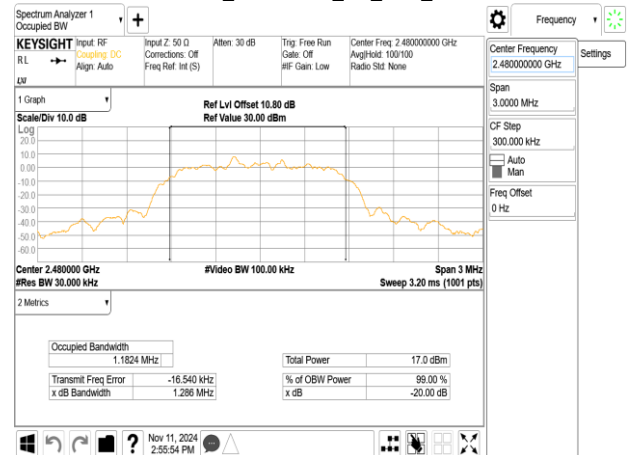 Spectrum Analyzer 1
Occupied BW
Frequency
KEYSIGHT
RL
Input: RF
Coupling: DC
Align: Auto
Input Z: 50 Ω
Corrections: Off
Freq Ref: Int (S)
Atten: 30 dB
Trig: Free Run
Gate: Off
#IF Gain: Low
Center Freq: 2.480000000 GHz
Avg|Hold: 100/100
Radio Std: None
Center Frequency
2.480000000 GHz
Settings
Span
3.0000 MHz
CF Step
300.000 kHz
Auto
Man
Freq Offset
0 Hz
1 Graph
Scale/Div 10.0 dB
Ref Lvl Offset 10.80 dB
Ref Value 30.00 dBm
Log
20.0
10.0
0.00
-10.0
-20.0
-30.0
-40.0
-50.0
-60.0
Center 2.480000 GHz
#Res BW 30.000 kHz
#Video BW 100.00 kHz
Span 3 MHz
Sweep 3.20 ms (1001 pts)
2 Metrics
Occupied Bandwidth
1.1824 MHz
Transmit Freq Error -16.540 kHz
x dB Bandwidth 1.286 MHz
Total Power 17.0 dBm
% of OBW Power 99.00 %
x dB -20.00 dB
?
Nov 11, 2024
2:55:54 PM